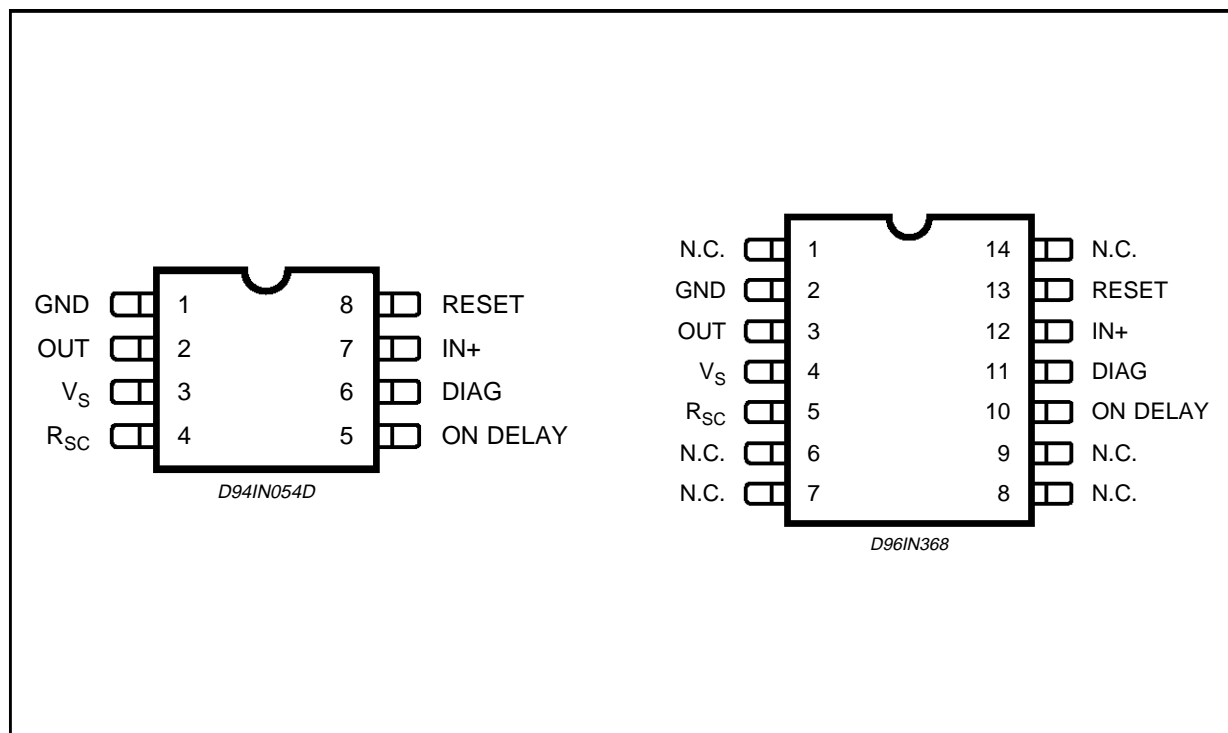 GND 1 8 RESET
OUT 2 7 IN+
VS 3 6 DIAG
RSC 4 5 ON DELAY
D94IN054D
N.C. 1 14 N.C.
GND 2 13 RESET
OUT 3 12 IN+
VS 4 11 DIAG
RSC 5 10 ON DELAY
N.C. 6 9 N.C.
N.C. 7 8 N.C.
D96IN368